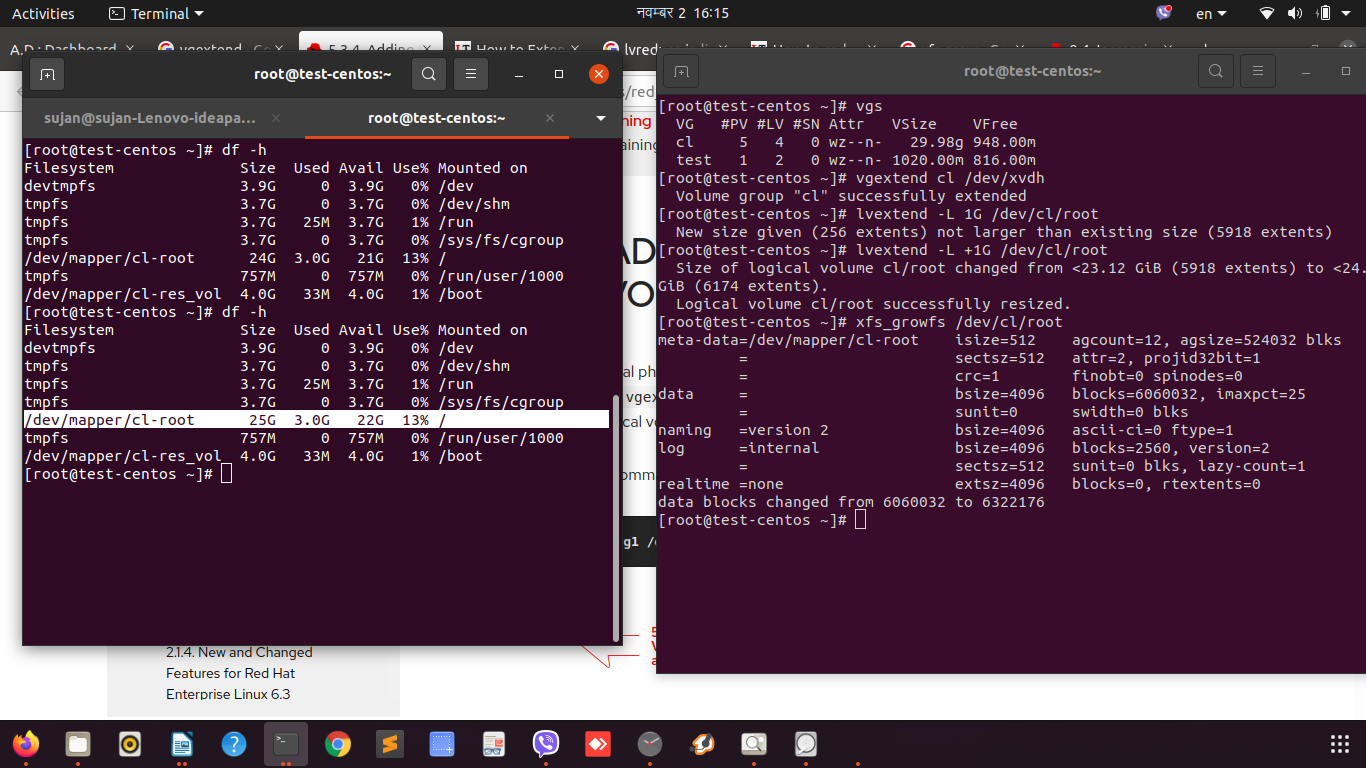 Activities Terminal नवम्बर 2 16:15 en
A.D : Dashboard vgextend 5.3.4. Adding How to Exte
root@test-centos:~
sujan@sujan-Lenovo-ideapa... root@test-centos:~
[root@test-centos ~]# df -h
Filesystem Size Used Avail Use% Mounted on
devtmpfs 3.9G 0 3.9G 0% /dev
tmpfs 3.7G 0 3.7G 0% /dev/shm
tmpfs 3.7G 25M 3.7G 1% /run
tmpfs 3.7G 0 3.7G 0% /sys/fs/cgroup
/dev/mapper/cl-root 24G 3.0G 21G 13% /
tmpfs 757M 0 757M 0% /run/user/1000
/dev/mapper/cl-res_vol 4.0G 33M 4.0G 1% /boot
[root@test-centos ~]# df -h
Filesystem Size Used Avail Use% Mounted on
devtmpfs 3.9G 0 3.9G 0% /dev
tmpfs 3.7G 0 3.7G 0% /dev/shm
tmpfs 3.7G 25M 3.7G 1% /run
tmpfs 3.7G 0 3.7G 0% /sys/fs/cgroup
/dev/mapper/cl-root 25G 3.0G 22G 13% /
tmpfs 757M 0 757M 0% /run/user/1000
/dev/mapper/cl-res_vol 4.0G 33M 4.0G 1% /boot
[root@test-centos ~]#
root@test-centos:~
[root@test-centos ~]# vgs
VG #PV #LV #SN Attr VSize VFree
cl 5 4 0 wz--n- 29.98g 948.00m
test 1 2 0 wz--n- 1020.00m 816.00m
[root@test-centos ~]# vgextend cl /dev/xvdh
Volume group "cl" successfully extended
[root@test-centos ~]# lvextend -L 1G /dev/cl/root
New size given (256 extents) not larger than existing size (5918 extents)
[root@test-centos ~]# lvextend -L +1G /dev/cl/root
Size of logical volume cl/root changed from <23.12 GiB (5918 extents) to <24.
GiB (6174 extents).
Logical volume cl/root successfully resized.
[root@test-centos ~]# xfs_growfs /dev/cl/root
meta-data=/dev/mapper/cl-root isize=512 agcount=12, agsize=524032 blks
= sectsz=512 attr=2, projid32bit=1
= crc=1 finobt=0 spinodes=0
data = bsize=4096 blocks=6060032, imaxpct=25
= sunit=0 swidth=0 blks
naming =version 2 bsize=4096 ascii-ci=0 ftype=1
log =internal bsize=4096 blocks=2560, version=2
= sectsz=512 sunit=0 blks, lazy-count=1
realtime =none extsz=4096 blocks=0, rtextents=0
data blocks changed from 6060032 to 6322176
[root@test-centos ~]#
2.1.4. New and Changed
Features for Red Hat
Enterprise Linux 6.3